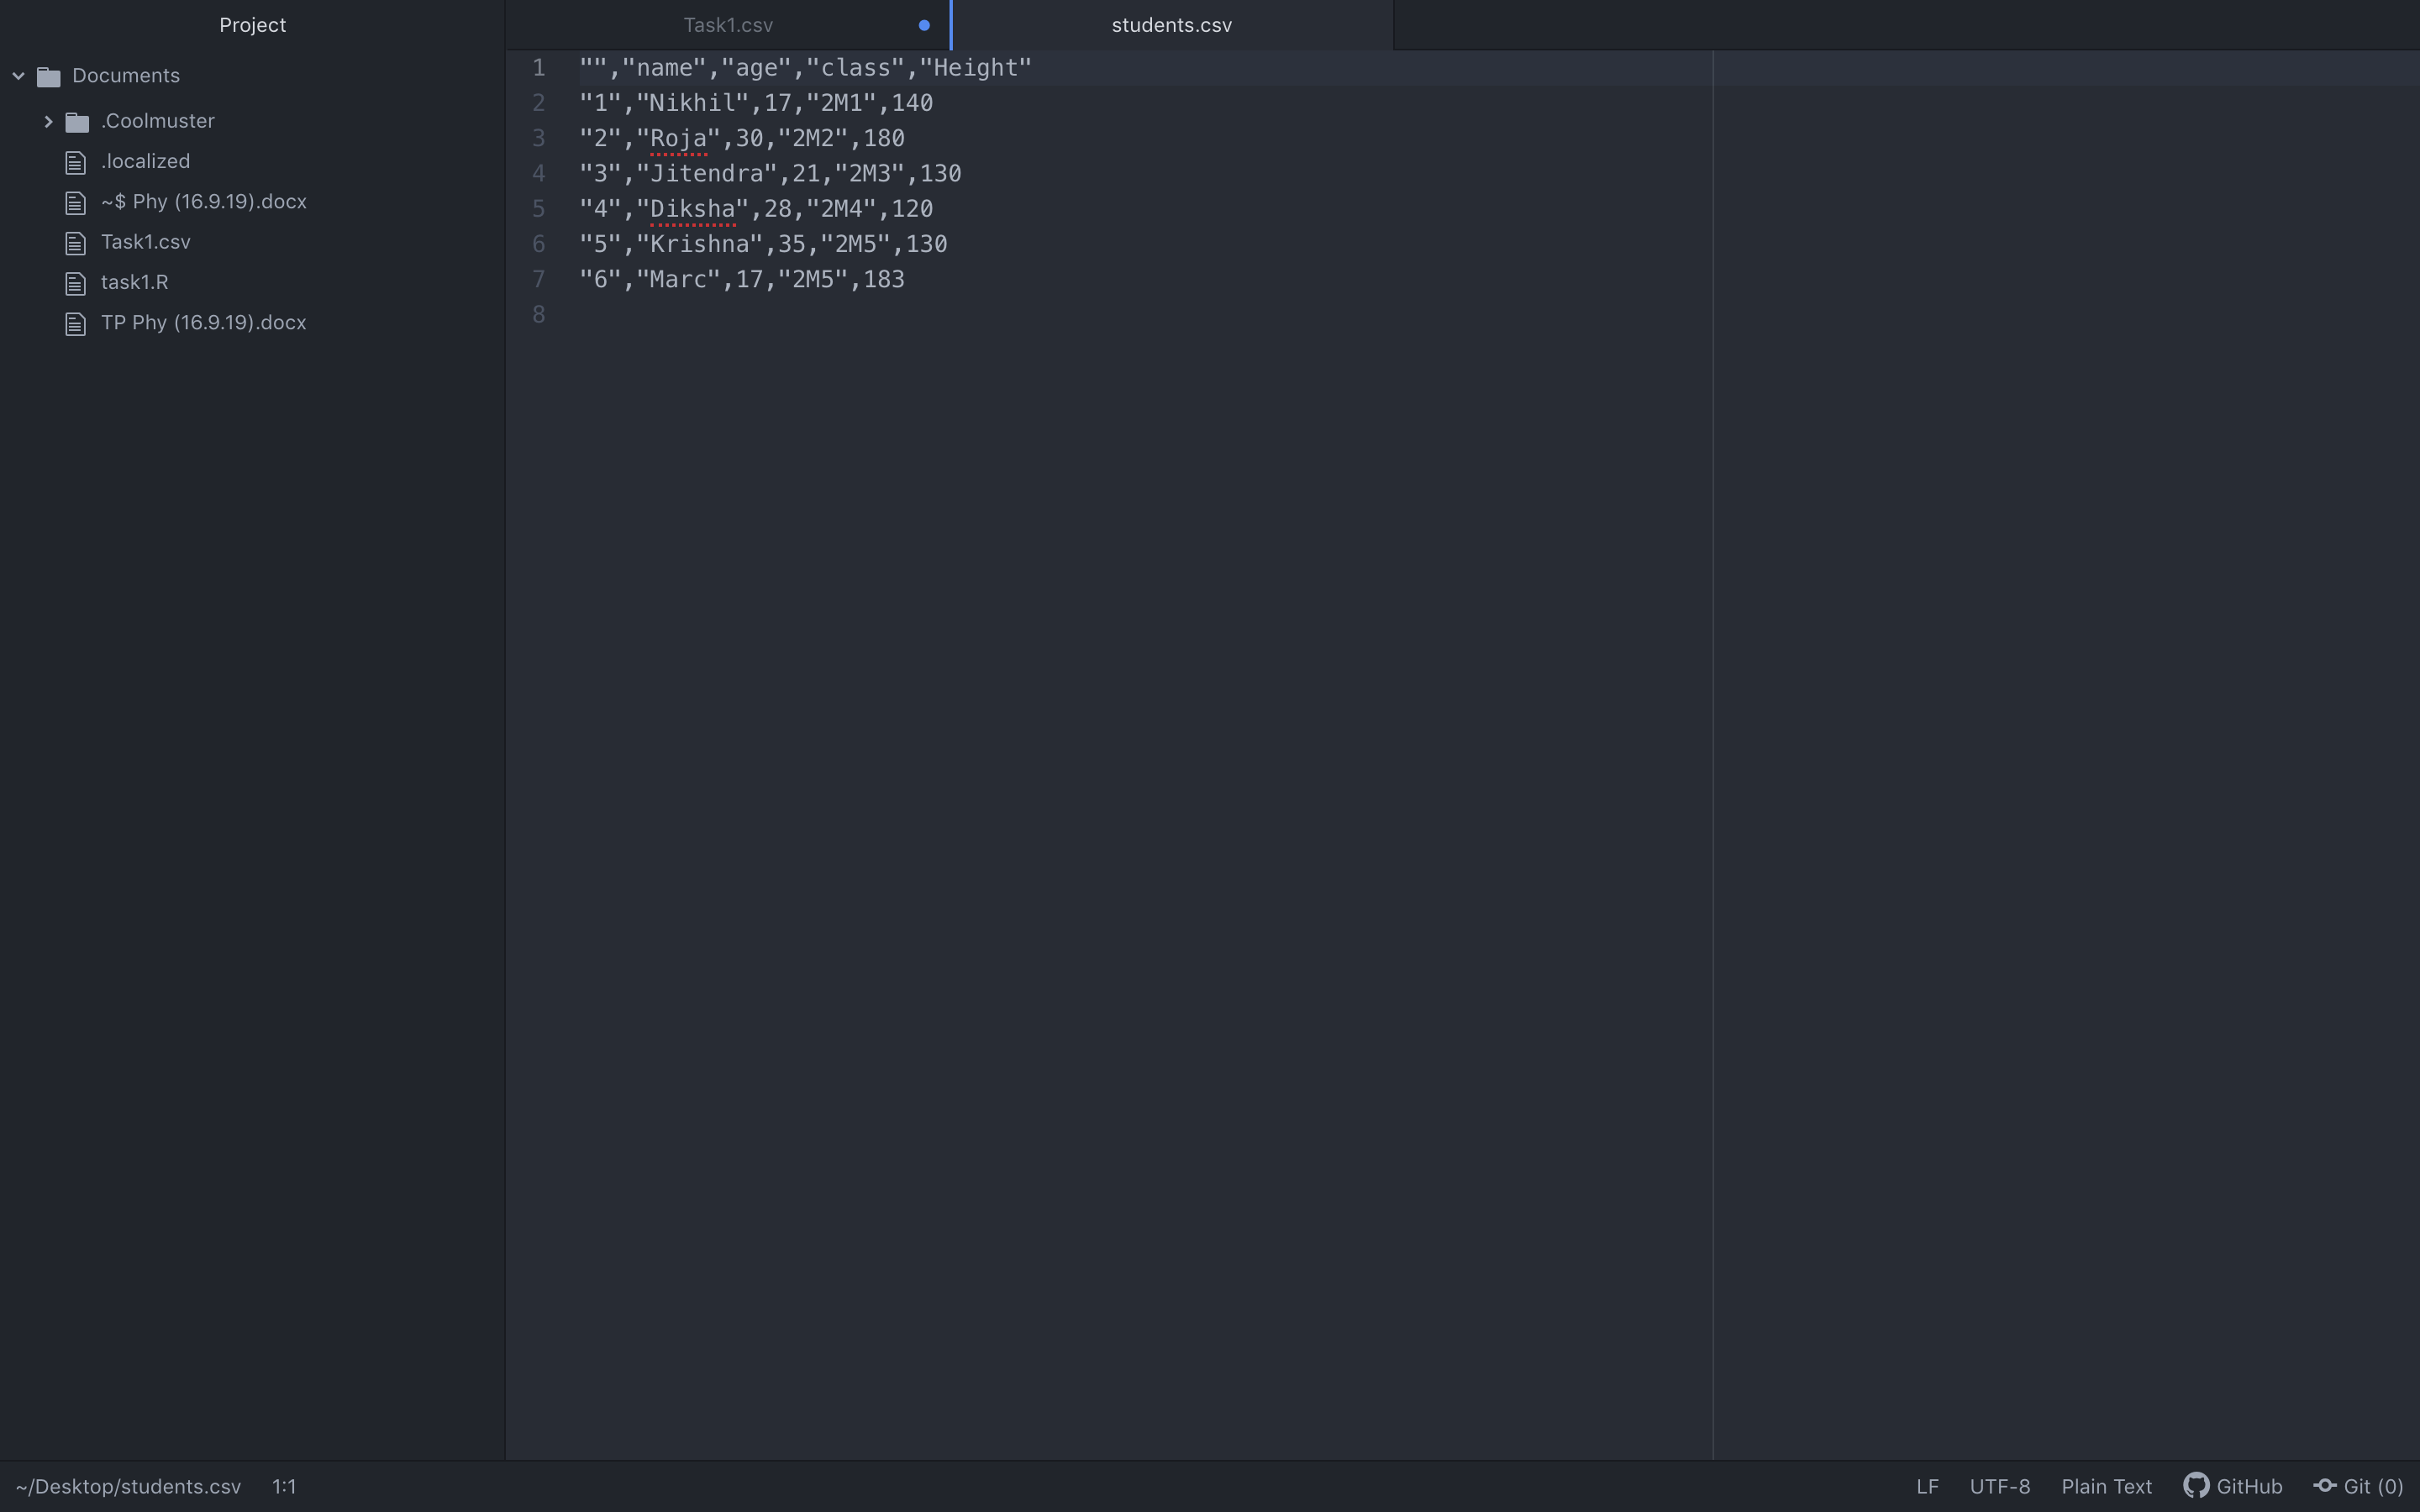 Project
Documents
.Coolmuster
.localized
~$ Phy (16.9.19).docx
Task1.csv
task1.R
TP Phy (16.9.19).docx
Task1.csv
students.csv
1 "","name","age","class","Height"
2 "1","Nikhil",17,"2M1",140
3 "2","Roja",30,"2M2",180
4 "3","Jitendra",21,"2M3",130
5 "4","Diksha",28,"2M4",120
6 "5","Krishna",35,"2M5",130
7 "6","Marc",17,"2M5",183
8
~/Desktop/students.csv 1:1 LF UTF-8 Plain Text GitHub Git (0)